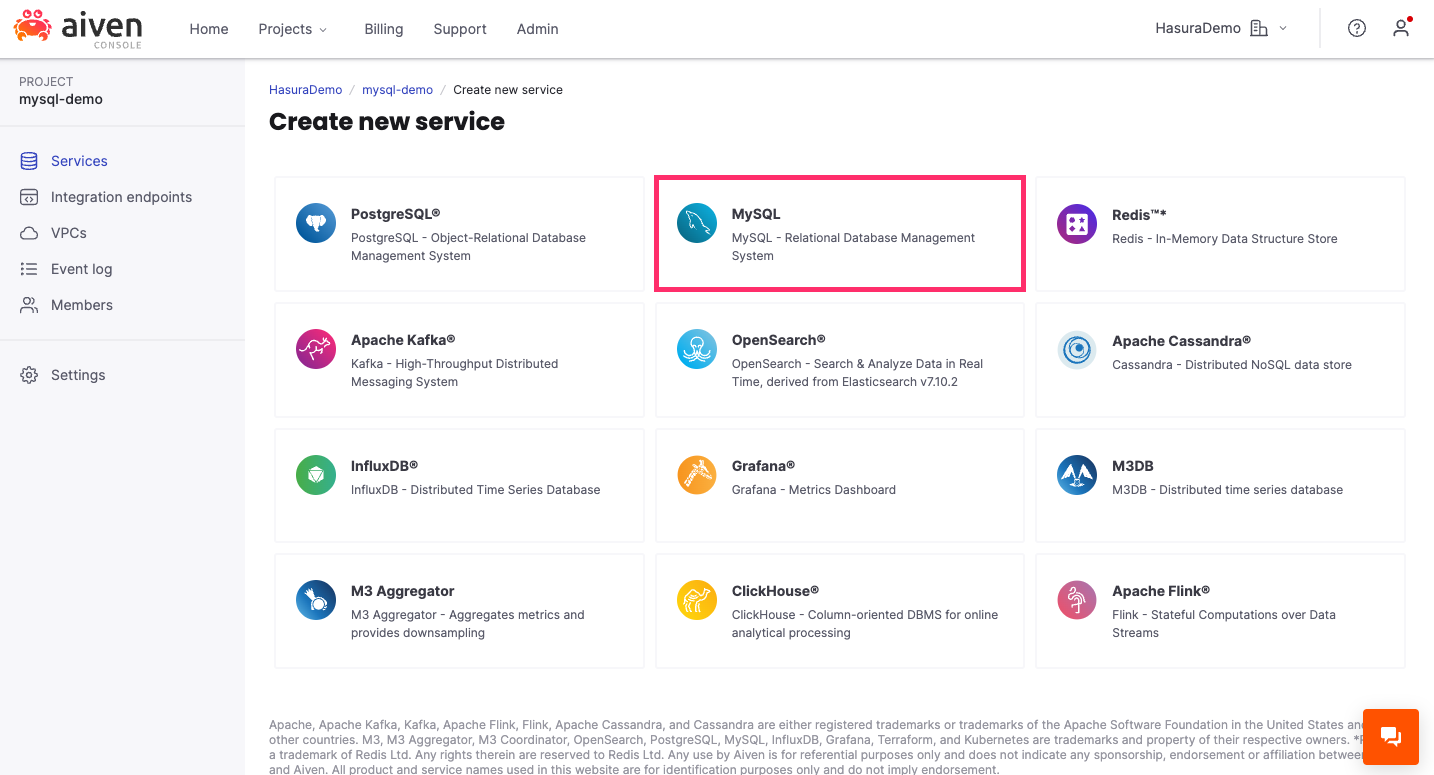 aiven
CONSOLE
Home
Projects
Billing
Support
Admin
HasuraDemo
PROJECT
mysql-demo
Services
Integration endpoints
VPCs
Event log
Members
Settings
HasuraDemo / mysql-demo / Create new service
Create new service
PostgreSQL®
PostgreSQL - Object-Relational Database
Management System
MySQL
MySQL - Relational Database Management
System
Redis™*
Redis - In-Memory Data Structure Store
Apache Kafka®
Kafka - High-Throughput Distributed
Messaging System
OpenSearch®
OpenSearch - Search & Analyze Data in Real
Time, derived from Elasticsearch v7.10.2
Apache Cassandra®
Cassandra - Distributed NoSQL data store
InfluxDB®
InfluxDB - Distributed Time Series Database
Grafana®
Grafana - Metrics Dashboard
M3DB
M3DB - Distributed time series database
M3 Aggregator
M3 Aggregator - Aggregates metrics and
provides downsampling
ClickHouse®
ClickHouse - Column-oriented DBMS for online
analytical processing
Apache Flink®
Flink - Stateful Computations over Data
Streams
Apache, Apache Kafka, Kafka, Apache Flink, Flink, Apache Cassandra, and Cassandra are either registered trademarks or trademarks of the Apache Software Foundation in the United States
other countries. M3, M3 Aggregator, M3 Coordinator, OpenSearch, PostgreSQL, MySQL, InfluxDB, Grafana, Terraform, and Kubernetes are trademarks and property of their respective owners.
a trademark of Redis Ltd. Any rights therein are reserved to Redis Ltd. Any use by Aiven is for referential purposes only and does not indicate any sponsorship, endorsement or affiliation between
and Aiven. All product and service names used in this website are for identification purposes only and do not imply endorsement.